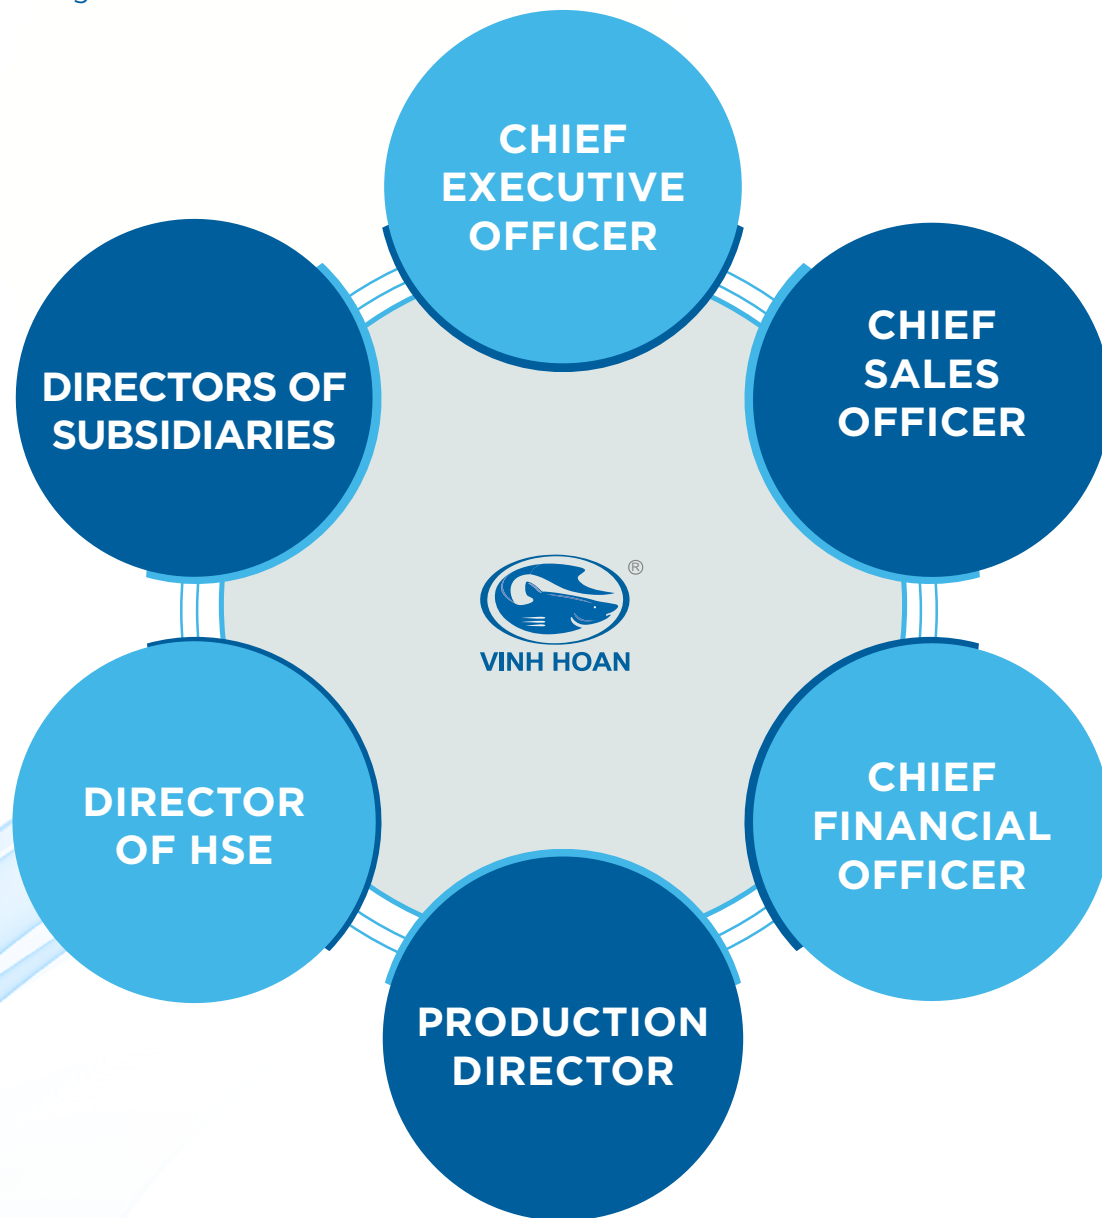 CHIEF
EXECUTIVE
OFFICER
CHIEF
SALES
OFFICER
DIRECTORS OF
SUBSIDIARIES
®
VINH HOAN
DIRECTOR
OF HSE
CHIEF
FINANCIAL
OFFICER
PRODUCTION
DIRECTOR